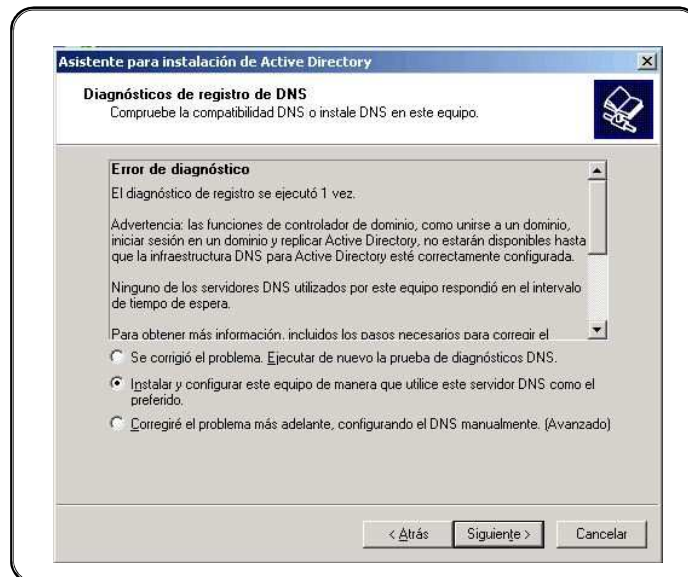 Asistente para instalación de Active Directory
Diagnósticos de registro de DNS
Compruebe la compatibilidad DNS o instale DNS en este equipo.
Error de diagnóstico
El diagnóstico de registro se ejecutó 1 vez.
Advertencia: las funciones de controlador de dominio, como unirse a un dominio,
iniciar sesión en un dominio y replicar Active Directory, no estarán disponibles hasta
que la infraestructura DNS para Active Directory esté correctamente configurada.
Ninguno de los servidores DNS utilizados por este equipo respondió en el intervalo
de tiempo de espera.
Para obtener más información, incluidos los pasos necesarios para corregir el
Se corrigió el problema. Ejecutar de nuevo la prueba de diagnósticos DNS.
Instalar y configurar este equipo de manera que utilice este servidor DNS como el
preferido.
Corregiré el problema más adelante, configurando el DNS manualmente. (Avanzado)
< Atrás
Siguiente >
Cancelar